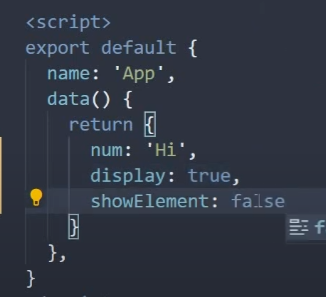 <script>
export default {
name: 'App',
data() {
return {
num: 'Hi',
display: true,
showElement: false
f
}
},
}